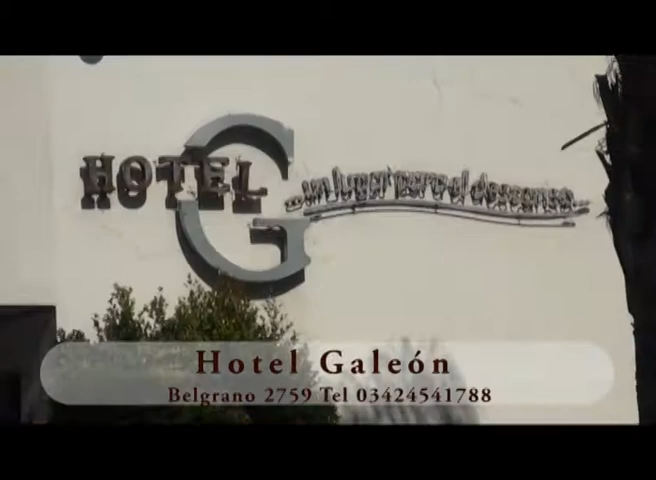 HOTEL
G
...un lugar para el descanso...
Hotel Galeón
Belgrano 2759 Tel 03424541788